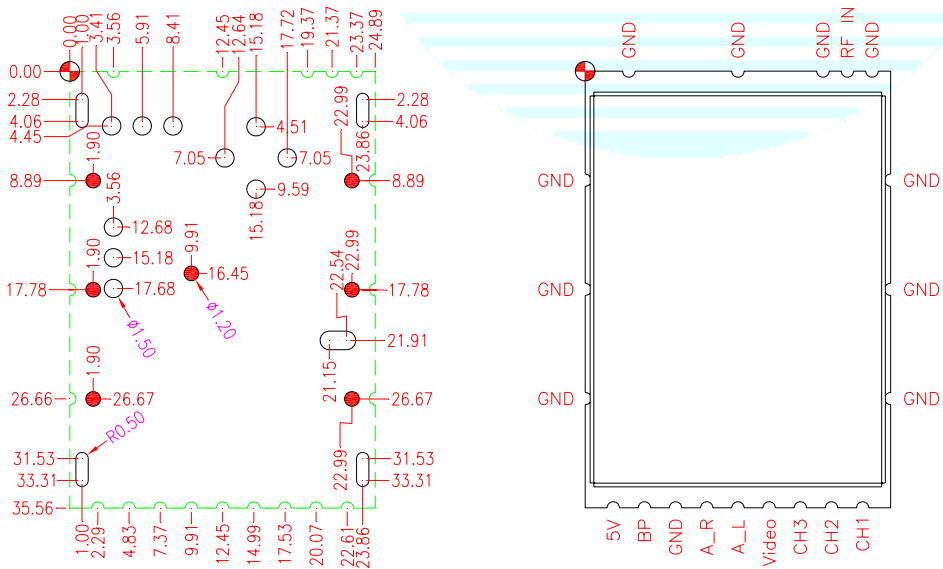 0.00
1.00
3.41
3.56
5.91
8.41
12.45
12.64
15.18
17.72
19.37
21.37
23.37
24.89
0.00
2.28
4.06
4.45
1.90
8.89
3.56
7.05
4.51
7.05
9.59
15.18
22.99
23.86
2.28
4.06
8.89
12.68
15.18
17.68
1.90
17.78
9.91
16.45
ø1.50
ø1.20
22.54
22.99
17.78
21.91
21.15
1.90
26.66
26.67
26.67
R0.50
22.99
31.53
33.31
35.56
31.53
33.31
1.00
2.29
4.83
7.37
9.91
12.45
14.99
17.53
20.07
22.61
23.86
GND
GND
GND
RF IN
GND
GND
GND
GND
GND
GND
GND
5V
BP
GND
A_R
A_L
Video
CH3
CH2
CH1